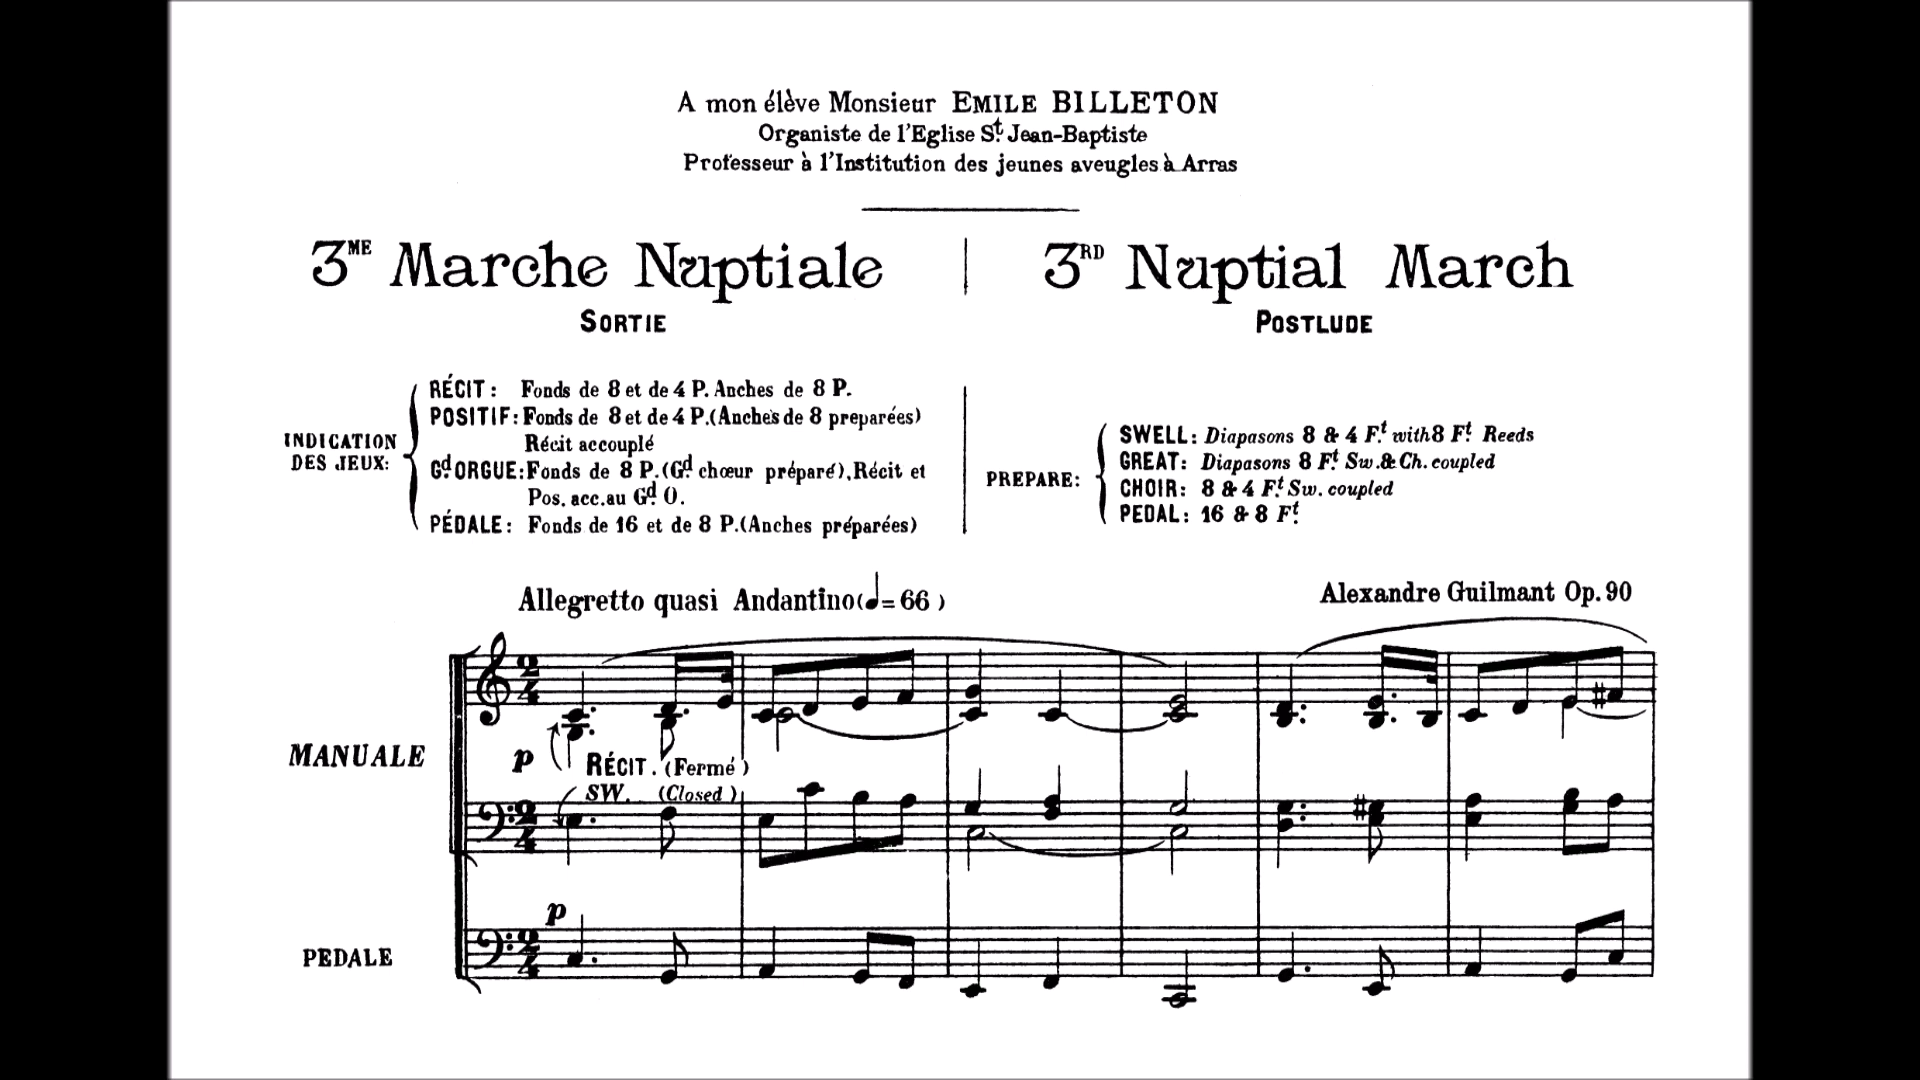 A mon élève Monsieur EMILE BILLETON
Organiste de l'Eglise St. Jean-Baptiste
Professeur à l'Institution des jeunes aveugles à Arras
3ME Marche Nuptiale
SORTIE
3RD Nuptial March
POSTLUDE
INDICATION DES JEUX:
RÉCIT: Fonds de 8 et de 4 P. Anches de 8 P.
POSITIF: Fonds de 8 et de 4 P. (Anches de 8 preparées)
Récit accouplé
Gd. ORGUE: Fonds de 8 P. (Gd chœur préparé), Récit et
Pos. acc. au Gd O.
PÉDALE: Fonds de 16 et de 8 P. (Anches préparées)
PREPARE:
SWELL: Diapasons 8 & 4 Ft. with 8 Ft. Reeds
GREAT: Diapasons 8 Ft. Sw. & Ch. coupled
CHOIR: 8 & 4 Ft. Sw. coupled
PEDAL: 16 & 8 Ft.
Allegretto quasi Andantino (♩= 66 )
Alexandre Guilmant Op. 90
MANUALE
p
RÉCIT. (Fermé)
SW. (Closed)
p
PEDALE